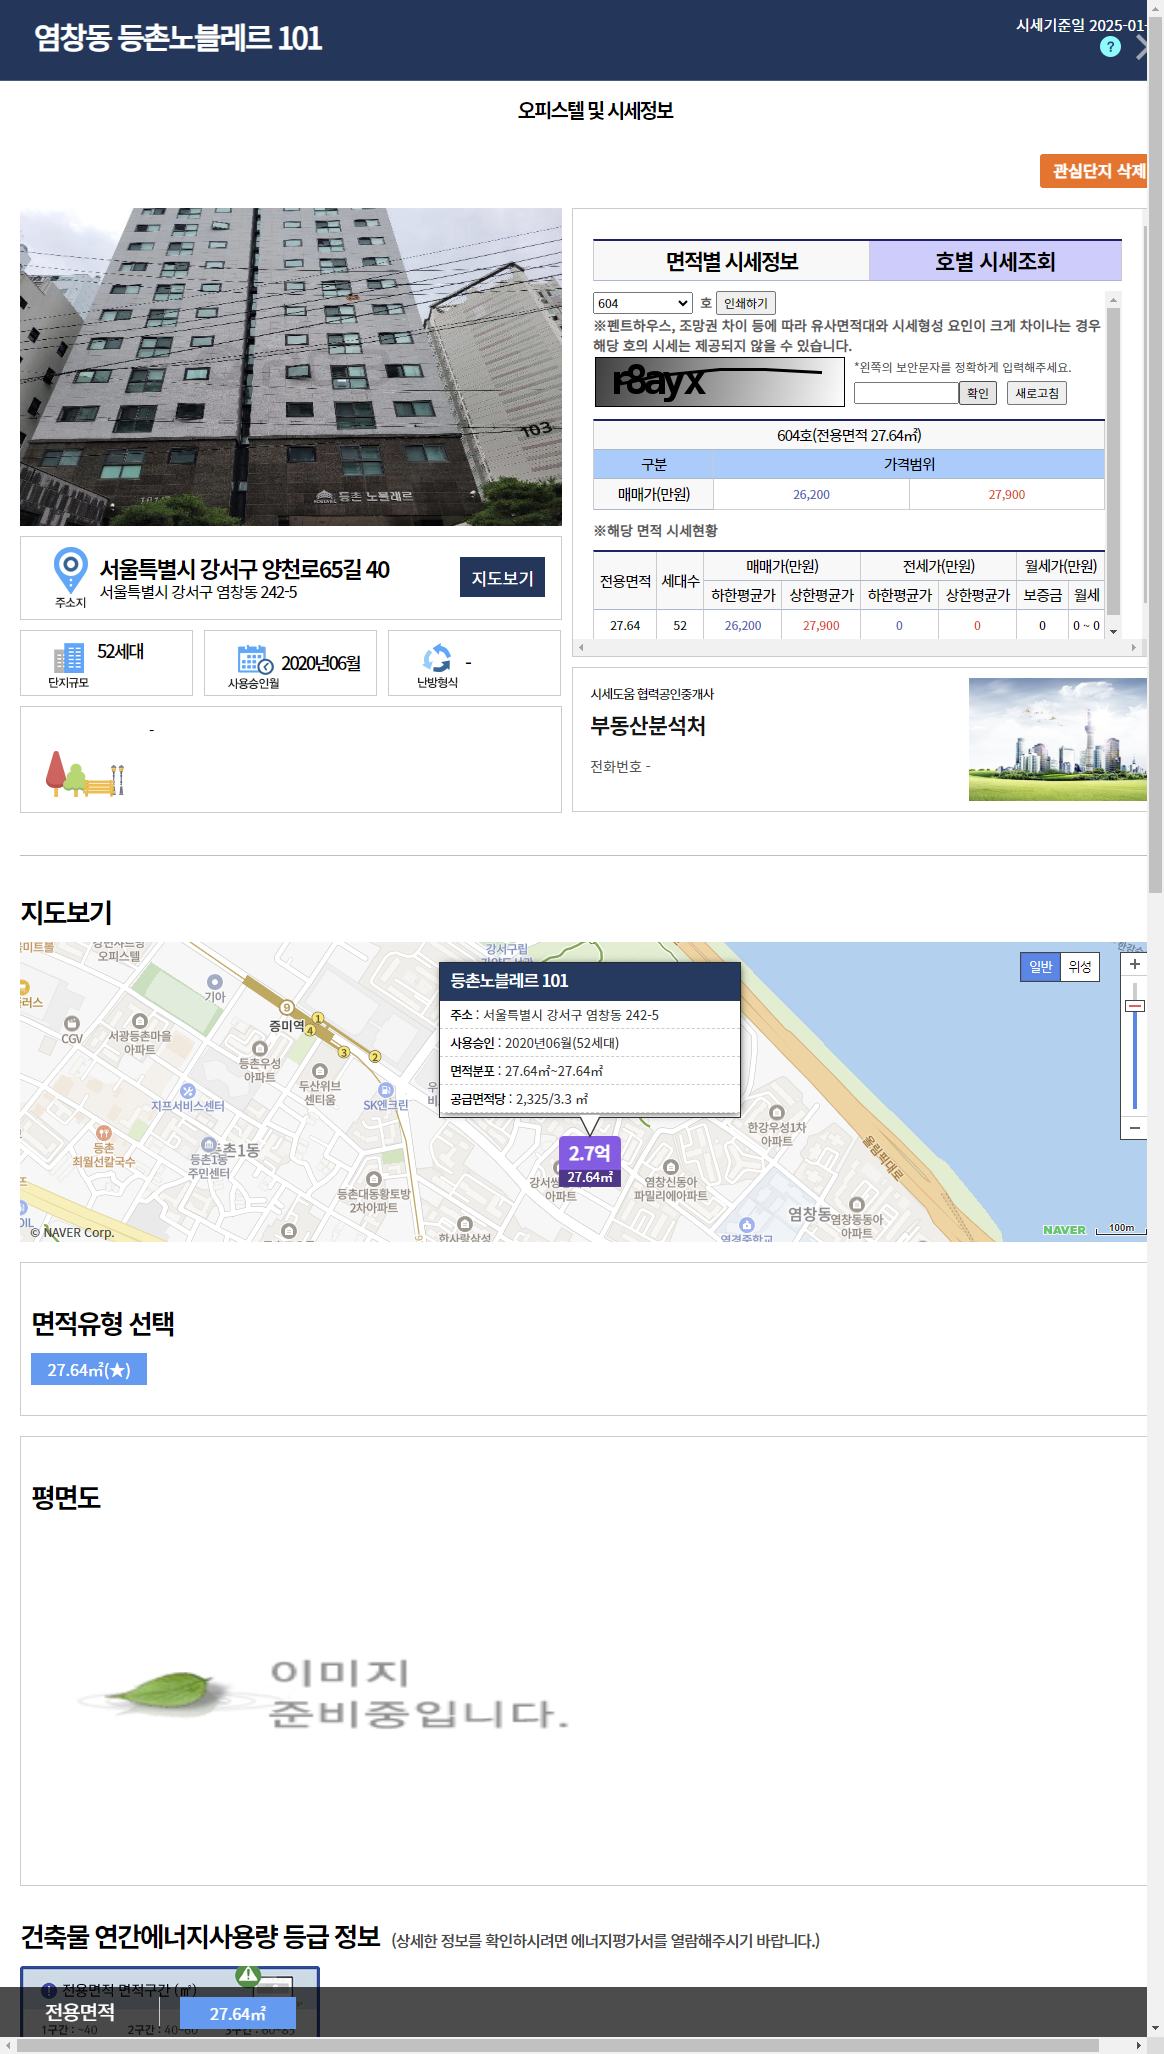 염창동 등촌노블레르 101
시세기준일 2025-01-
?
오피스텔 및 시세정보
관심단지 삭제
103
등촌 노블레르
면적별 시세정보
호별 시세조회
604 호 인쇄하기
※펜트하우스, 조망권 차이 등에 따라 유사면적대와 시세형성 요인이 크게 차이나는 경우
해당 호의 시세는 제공되지 않을 수 있습니다.
r8ayx
*왼쪽의 보안문자를 정확하게 입력해주세요.
확인 새로고침
604호(전용면적 27.64㎡)
구분 가격범위
매매가(만원) 26,200 27,900
※해당 면적 시세현황
전용면적 세대수 매매가(만원) 전세가(만원) 월세가(만원)
하한평균가 상한평균가 하한평균가 상한평균가 보증금 월세
27.64 52 26,200 27,900 0 0 0 0 ~ 0
주소지
서울특별시 강서구 양천로65길 40
서울특별시 강서구 염창동 242-5
지도보기
52세대
단지규모
2020년06월
사용승인월
-
난방형식
-
시세도움 협력공인중개사
부동산분석처
전화번호 -
지도보기
미트볼
오피스텔
강서구립
기아
러스
CGV
서광등촌마을
아파트
증미역
9
1
4
3
2
등촌우성
아파트
두산위브
센티움
SK엔크린
지프서비스센터
등촌
최월선칼국수
등촌1동
등촌1동
주민센터
등촌대동황토방
2차아파트
한사랑삼성
등촌노블레르 101
주소 : 서울특별시 강서구 염창동 242-5
사용승인 : 2020년06월(52세대)
면적분포 : 27.64㎡~27.64㎡
공급면적당 : 2,325/3.3 ㎡
2.7억
27.64㎡
아파트
염창신동아
파밀리에아파트
한강우성1차
아파트
올림픽대로
염창동
염창동동아
아파트
염경중학교
일반 위성
+
−
© NAVER Corp.
NAVER
100m
면적유형 선택
27.64㎡(★)
평면도
이미지
준비중입니다.
건축물 연간에너지사용량 등급 정보 (상세한 정보를 확인하시려면 에너지평가서를 열람해주시기 바랍니다.)
전용면적 면적구간 (㎡)
전용면적 27.64㎡
1구간 : ~40 2구간 : 40~60 3구간 : 60~85